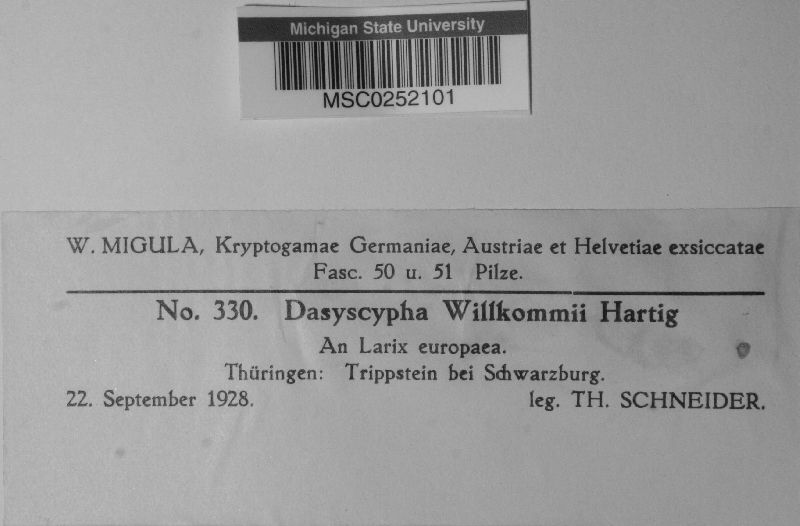 Michigan State University
MSC0252101
W. MIGULA, Kryptogamae Germaniae, Austriae et Helvetiae exsiccatae
Fasc. 50 u. 51 Pilze.
No. 330. Dasyscypha Willkommii Hartig
An Larix europaea.
Thüringen: Trippstein bei Schwarzburg.
22. September 1928. leg. TH. SCHNEIDER.